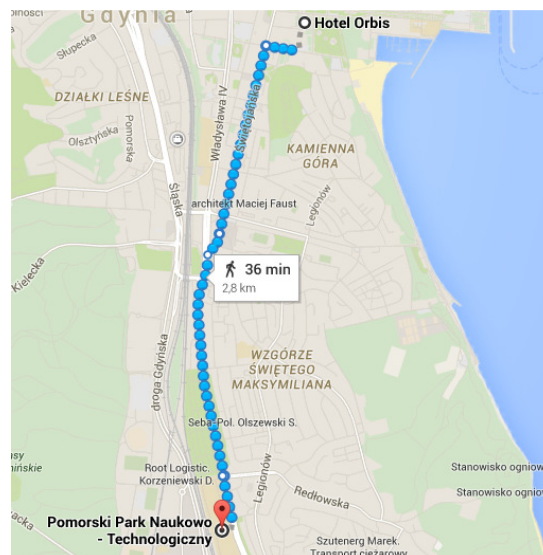 Gdynia
Hotel Orbis
Słupecka
DZIAŁKI LEŚNE
Władysława IV
Świętojańska
Olsztyńska
Pomorska
KAMIENNA
GÓRA
Śląska
architekt Maciej Faust
Legionów
Kielecka
36 min
2,8 km
droga Gdyńska
WZGÓRZE
ŚWIĘTEGO
MAKSYMILIANA
Seba-Pol. Olszewski S.
Legionów
Root Logistic.
Korzeniewski D.
Stanowisko ogniow
Redłowska
Stanowisko ogniow
Pomorski Park Naukowo
- Technologiczny
Szutenerg Marek.
Transport ciężarowy